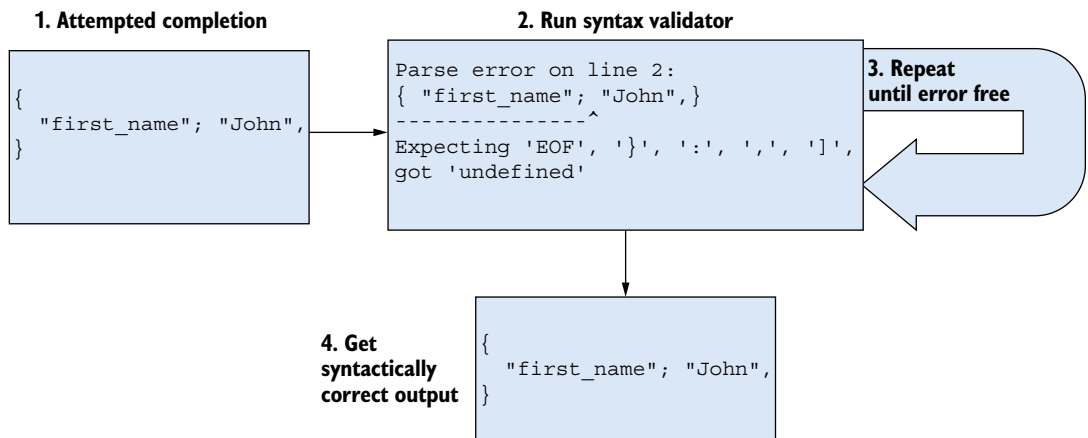 1. Attempted completion
{
"first_name"; "John",
}
2. Run syntax validator
Parse error on line 2:
{ "first_name"; "John",}
---------------^
Expecting 'EOF', '}', ':', ',', ']',
got 'undefined'
3. Repeat
until error free
4. Get
syntactically
correct output
{
"first_name"; "John",
}